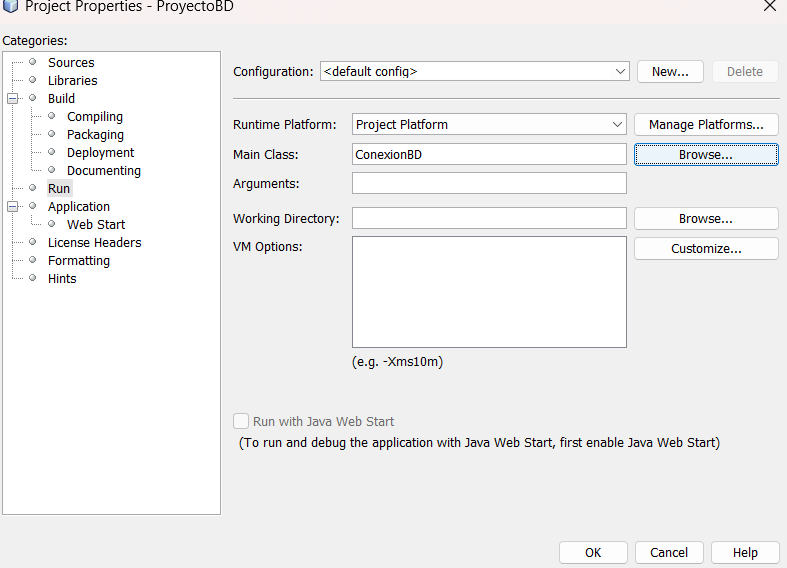 Project Properties - ProyectoBD
Categories:
Sources
Libraries
Build
Compiling
Packaging
Deployment
Documenting
Run
Application
Web Start
License Headers
Formatting
Hints
Configuration: <default config> New... Delete
Runtime Platform: Project Platform Manage Platforms...
Main Class: ConexionBD Browse...
Arguments:
Working Directory: Browse...
VM Options: Customize...
(e.g. -Xms10m)
Run with Java Web Start
(To run and debug the application with Java Web Start, first enable Java Web Start)
OK Cancel Help